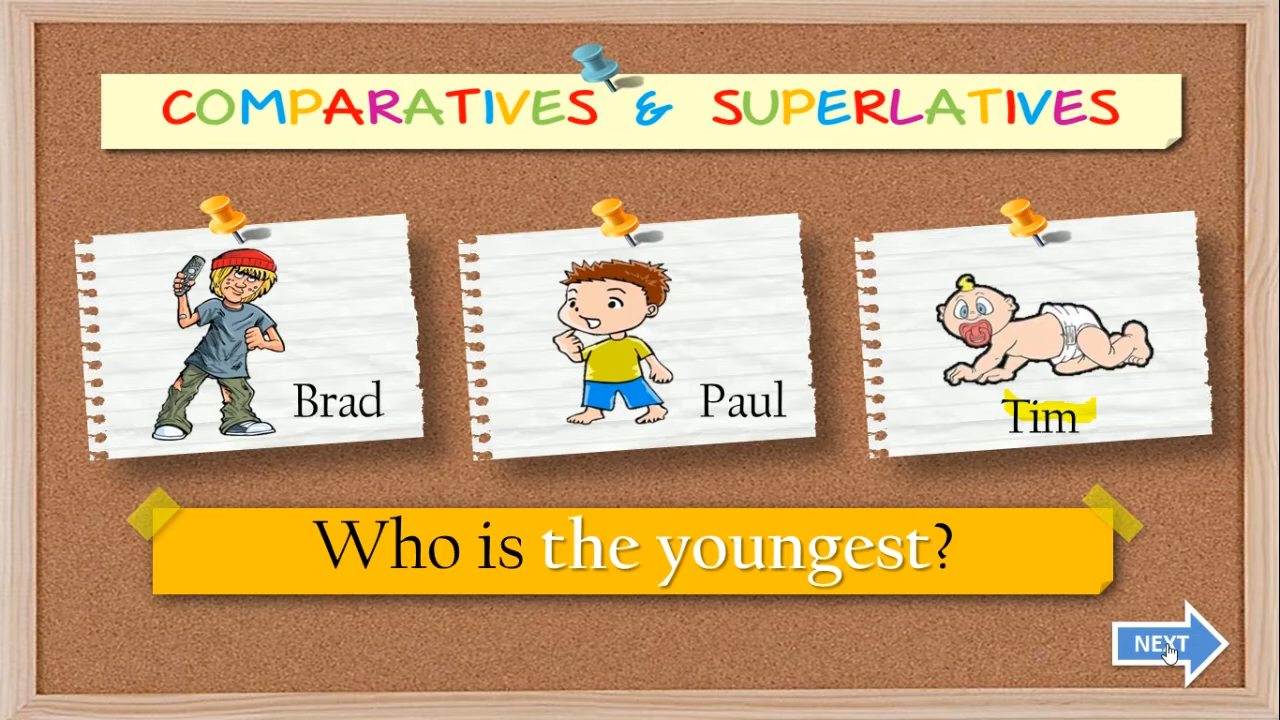 COMPARATIVES & SUPERLATIVES
Brad
Paul
Tim
Who is the youngest?
NEXT